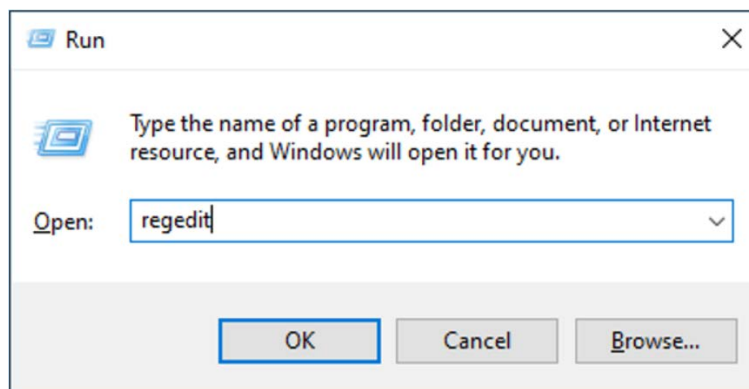 Run
Type the name of a program, folder, document, or Internet
resource, and Windows will open it for you.
Open: regedit
OK Cancel Browse...